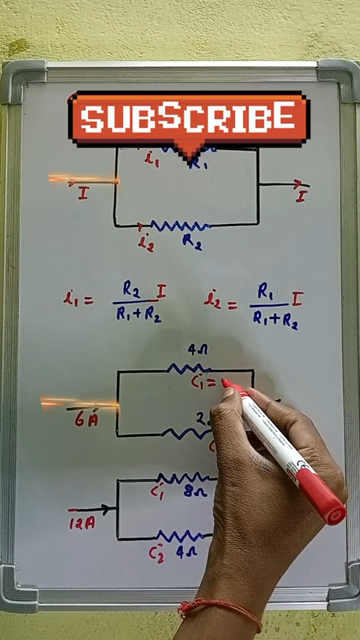 SUBSCRIBE
i₁ R₁
I I
i₂ R₂
i₁ = R₂/(R₁+R₂) I i₂ = R₁/(R₁+R₂) I
4Ω
i₁ =
6A
2
12A
i₁ 8Ω
i₂ 4Ω